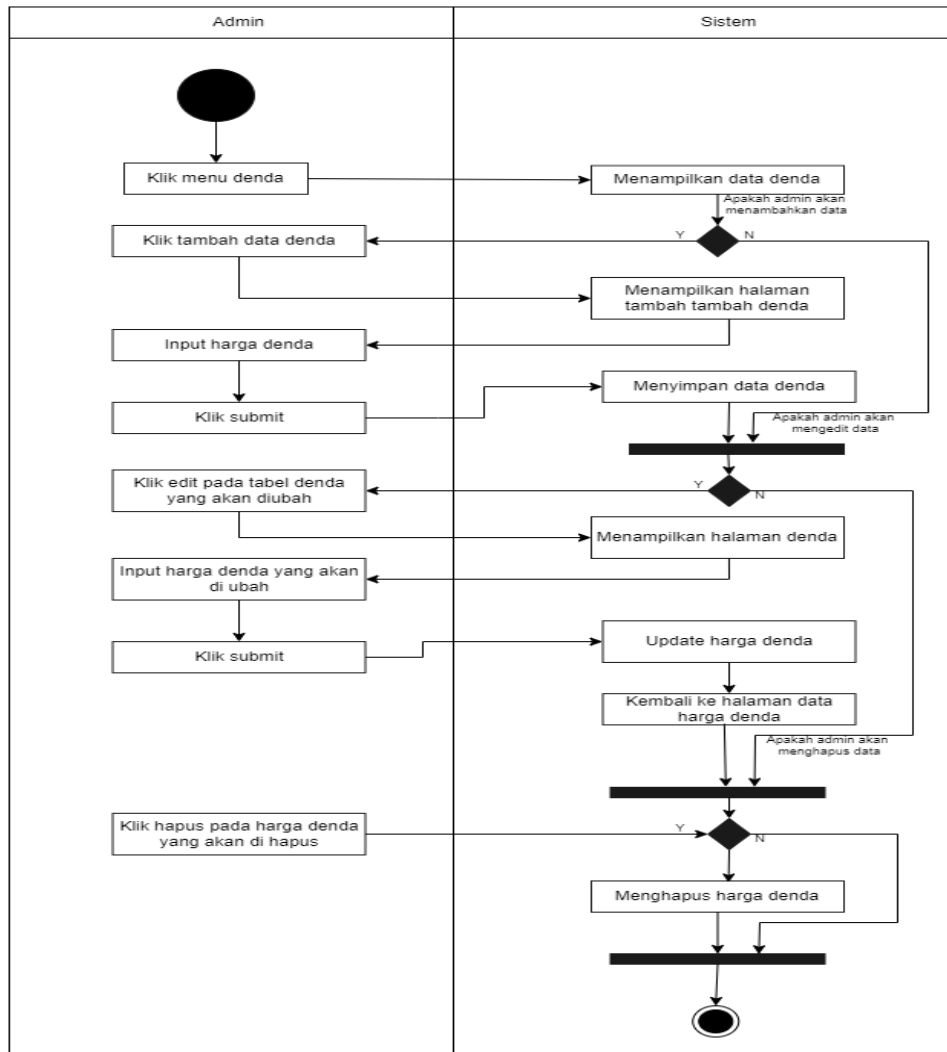 Admin
Sistem
Klik menu denda
Menampilkan data denda
Apakah admin akan
menambahkan data
Klik tambah data denda
Y
N
Menampilkan halaman
tambah tambah denda
Input harga denda
Menyimpan data denda
Klik submit
Apakah admin akan
mengedit data
Klik edit pada tabel denda
yang akan diubah
Y
N
Menampilkan halaman denda
Input harga denda yang akan
di ubah
Update harga denda
Klik submit
Kembali ke halaman data
harga denda
Apakah admin akan
menghapus data
Klik hapus pada harga denda
yang akan di hapus
Y
N
Menghapus harga denda